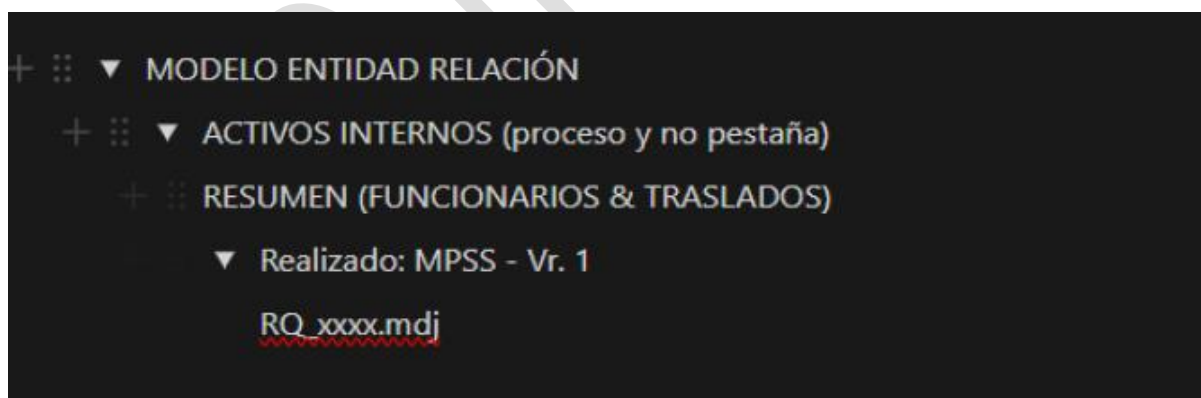 MODELO ENTIDAD RELACIÓN
ACTIVOS INTERNOS (proceso y no pestaña)
RESUMEN (FUNCIONARIOS & TRASLADOS)
Realizado: MPSS - Vr. 1
RQ_xxxx.mdj